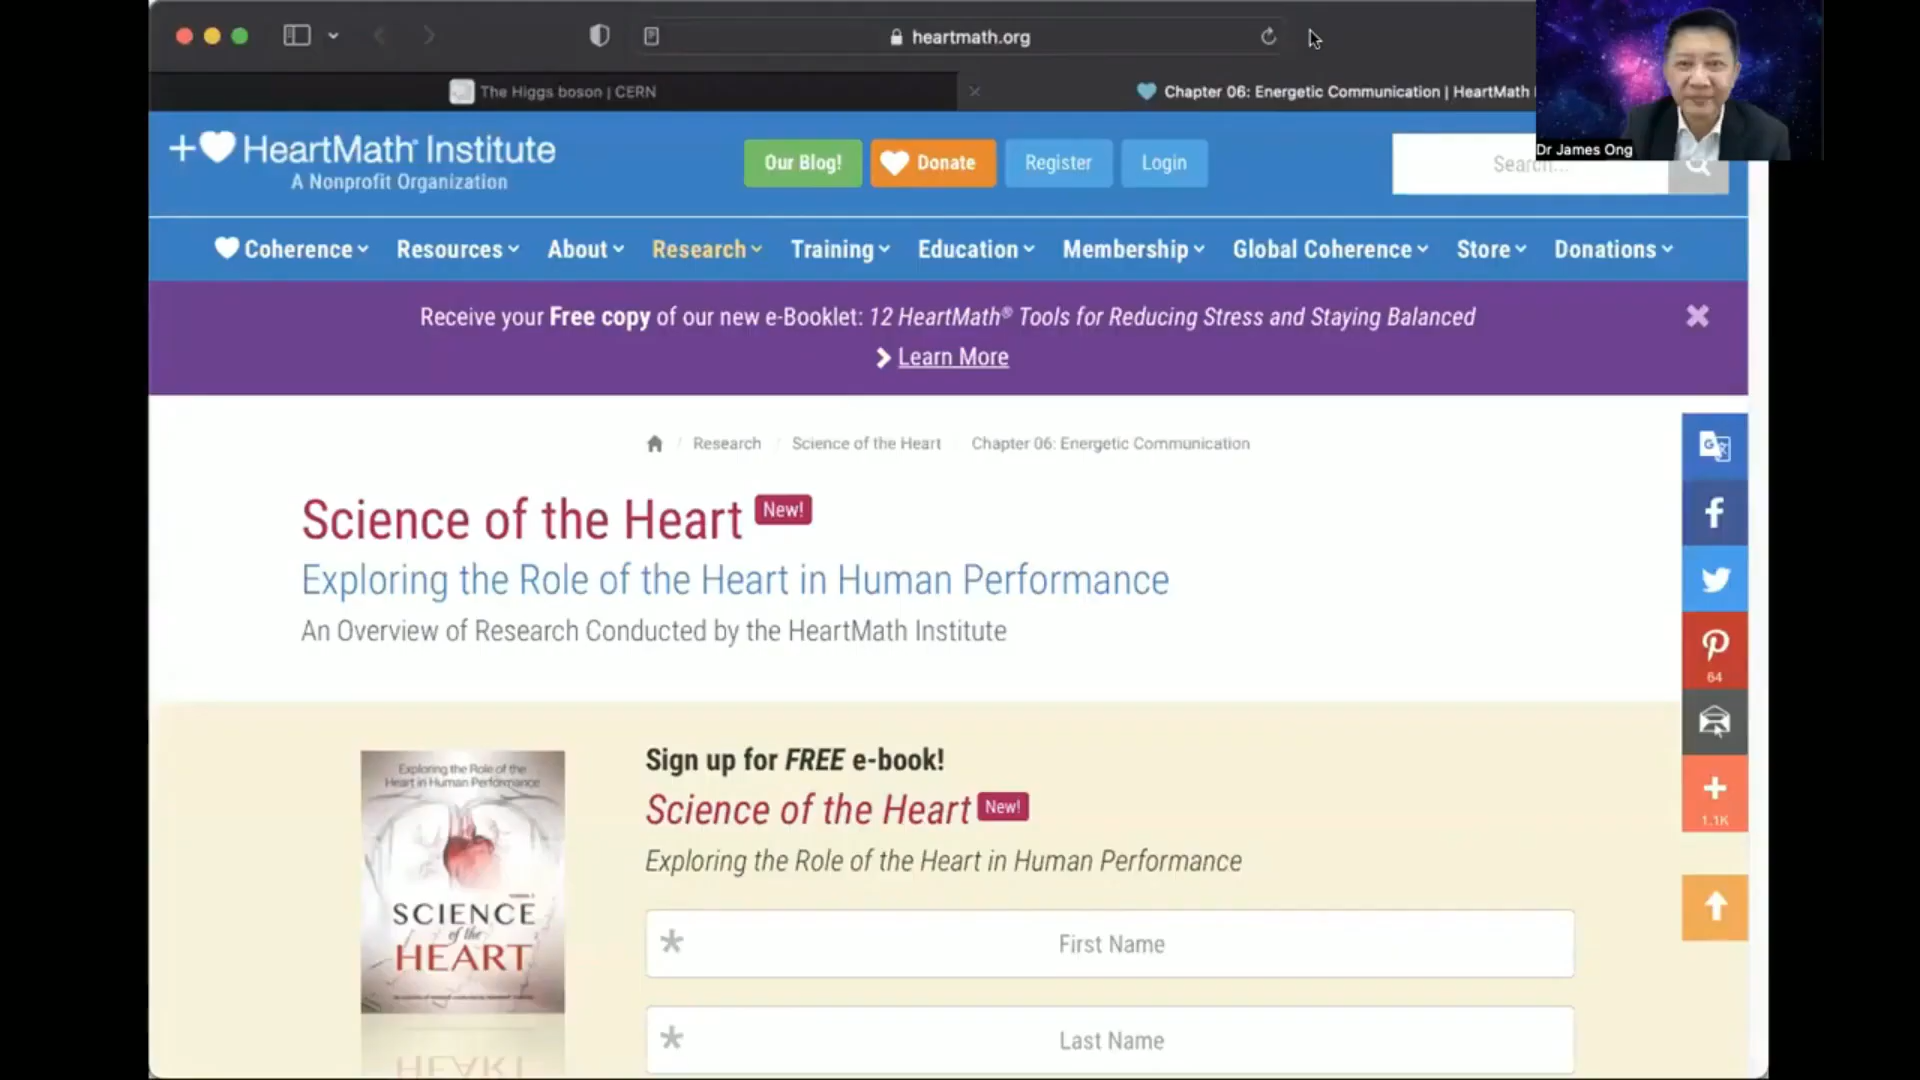 heartmath.org
The Higgs boson | CERN
Chapter 06: Energetic Communication | HeartMath
Dr James Ong
HeartMath® Institute
A Nonprofit Organization
Our Blog!
Donate
Register
Login
Search...
Coherence
Resources
About
Research
Training
Education
Membership
Global Coherence
Store
Donations
Receive your Free copy of our new e-Booklet: 12 HeartMath® Tools for Reducing Stress and Staying Balanced
Learn More
/ Research / Science of the Heart / Chapter 06: Energetic Communication
Science of the Heart New!
Exploring the Role of the Heart in Human Performance
An Overview of Research Conducted by the HeartMath Institute
64
1.1K
Exploring the Role of the
Heart in Human Performance
SCIENCE
of the
HEART
Sign up for FREE e-book!
Science of the Heart New!
Exploring the Role of the Heart in Human Performance
* First Name
* Last Name